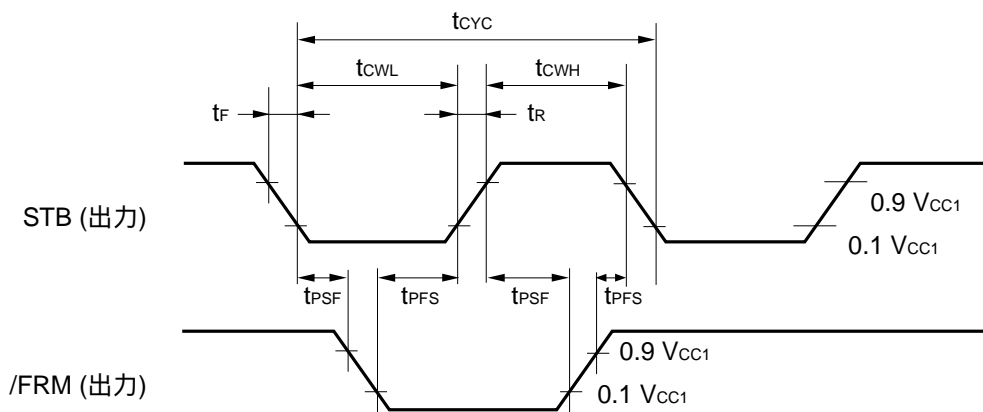 tCYC
tCWL
tCWH
tF
tR
STB (出力)
0.9 VCC1
0.1 VCC1
tPSF
tPFS
tPSF
tPFS
/FRM (出力)
0.9 VCC1
0.1 VCC1